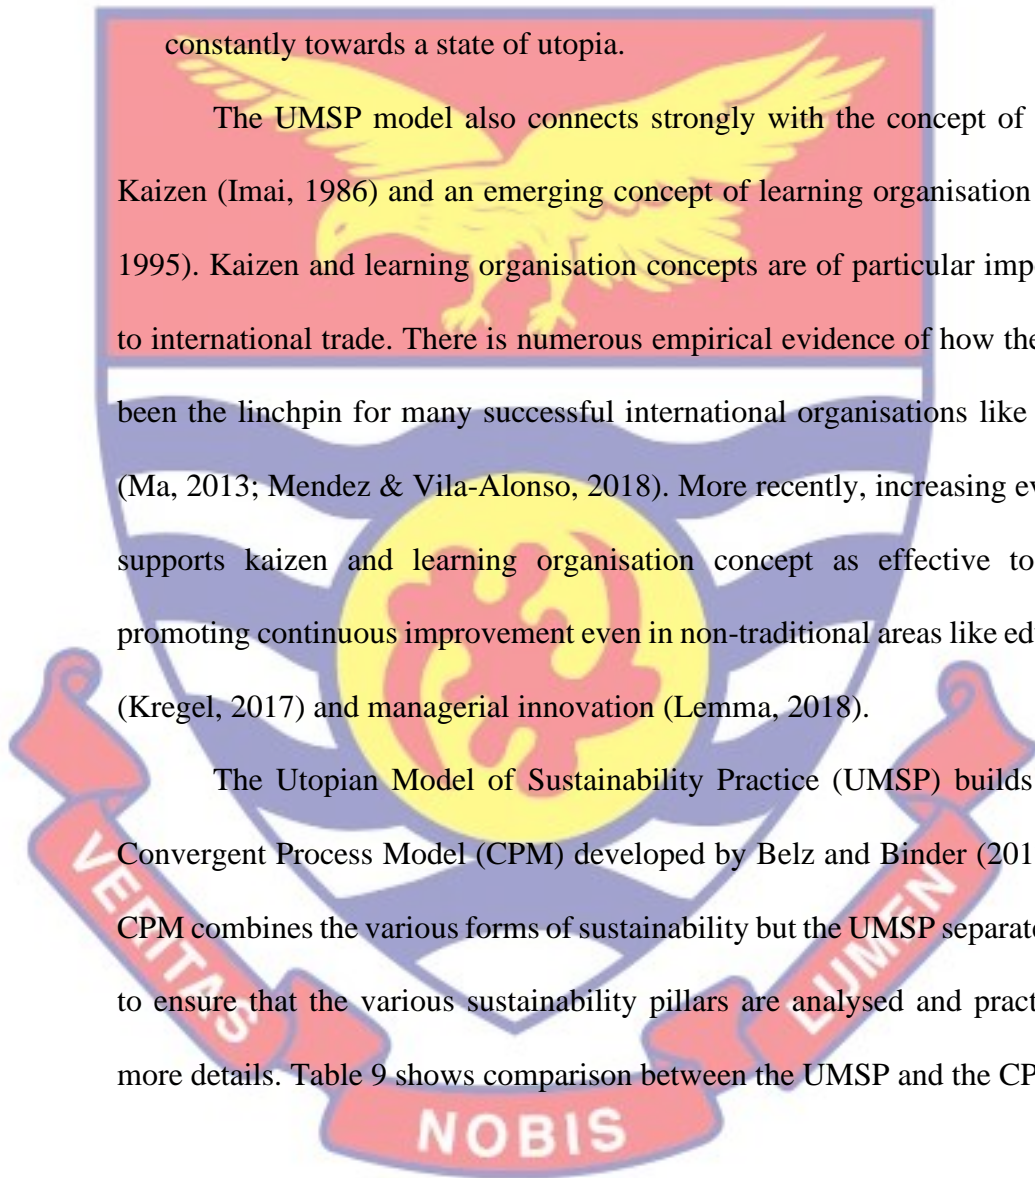 constantly towards a state of utopia.
The UMSP model also connects strongly with the concept of
Kaizen (Imai, 1986) and an emerging concept of learning organisation
1995). Kaizen and learning organisation concepts are of particular imp
to international trade. There is numerous empirical evidence of how the
been the linchpin for many successful international organisations like
(Ma, 2013; Mendez & Vila-Alonso, 2018). More recently, increasing ev
supports kaizen and learning organisation concept as effective to
promoting continuous improvement even in non-traditional areas like ed
(Kregel, 2017) and managerial innovation (Lemma, 2018).
The Utopian Model of Sustainability Practice (UMSP) builds
Convergent Process Model (CPM) developed by Belz and Binder (201
CPM combines the various forms of sustainability but the UMSP separate
to ensure that the various sustainability pillars are analysed and pract
more details. Table 9 shows comparison between the UMSP and the CP
VERITAS
NOBIS
LUMEN